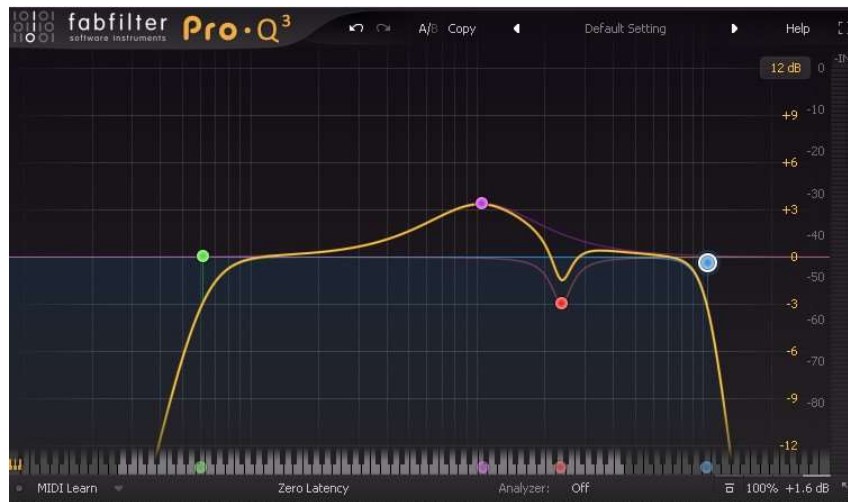 fabfilter
software instruments
Pro·Q³
A/B Copy
Default Setting
Help
12 dB
0
-IN
+9
-10
+6
-20
+3
-30
0
-40
-3
-50
-6
-60
-9
-70
-12
-80
MIDI Learn
Zero Latency
Analyzer: Off
100% +1.6 dB